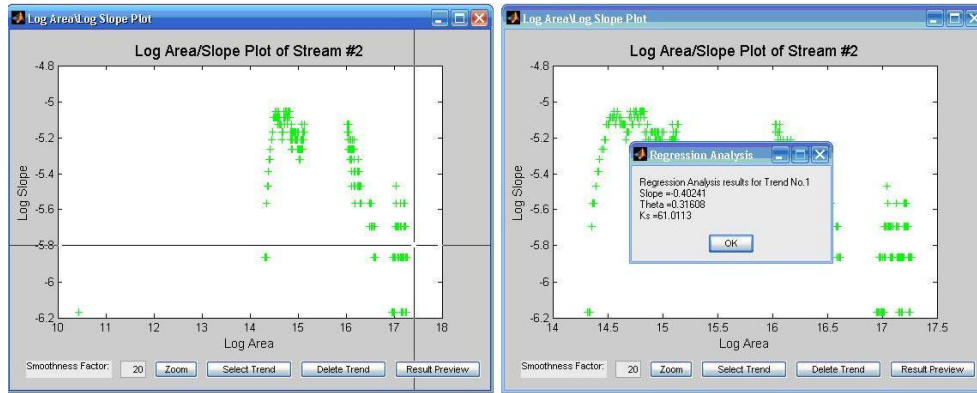 Log Area\Log Slope Plot
Log Area/Slope Plot of Stream #2
-4.8
-5
-5.2
-5.4
-5.6
-5.8
-6
-6.2
Log Slope
10 11 12 13 14 15 16 17 18
Log Area
Smoothness Factor: 20 Zoom Select Trend Delete Trend Result Preview
Log Area\Log Slope Plot
Log Area/Slope Plot of Stream #2
-4.8
-5
-5.2
-5.4
-5.6
-5.8
-6
-6.2
Log Slope
14 14.5 15 15.5 16 16.5 17 17.5
Log Area
Regression Analysis
Regression Analysis results for Trend No.1
Slope =-0.40241
Theta =0.31608
Ks =61.0113
OK
Smoothness Factor: 20 Zoom Select Trend Delete Trend Result Preview